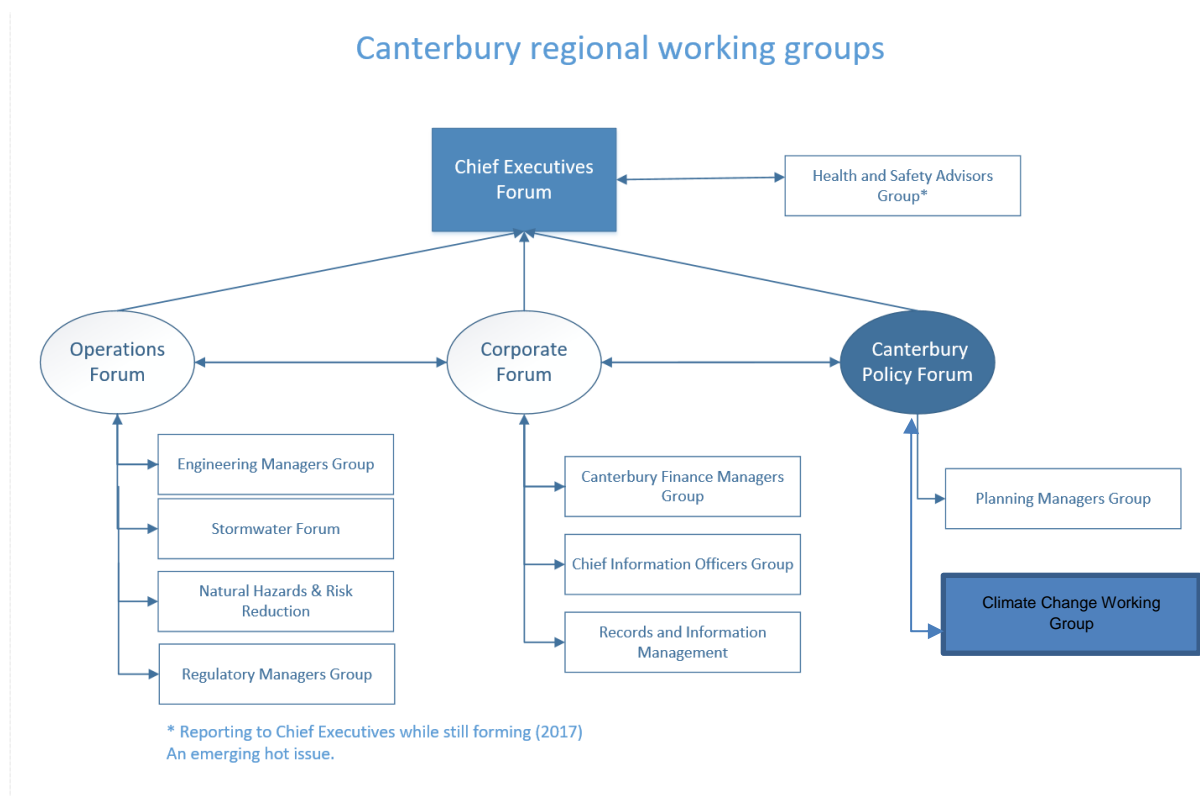 Canterbury regional working groups
Chief Executives
Forum
Health and Safety Advisors
Group*
Operations
Forum
Corporate
Forum
Canterbury
Policy Forum
Engineering Managers Group
Stormwater Forum
Natural Hazards & Risk
Reduction
Regulatory Managers Group
Canterbury Finance Managers
Group
Chief Information Officers Group
Records and Information
Management
Planning Managers Group
Climate Change Working
Group
* Reporting to Chief Executives while still forming (2017)
An emerging hot issue.